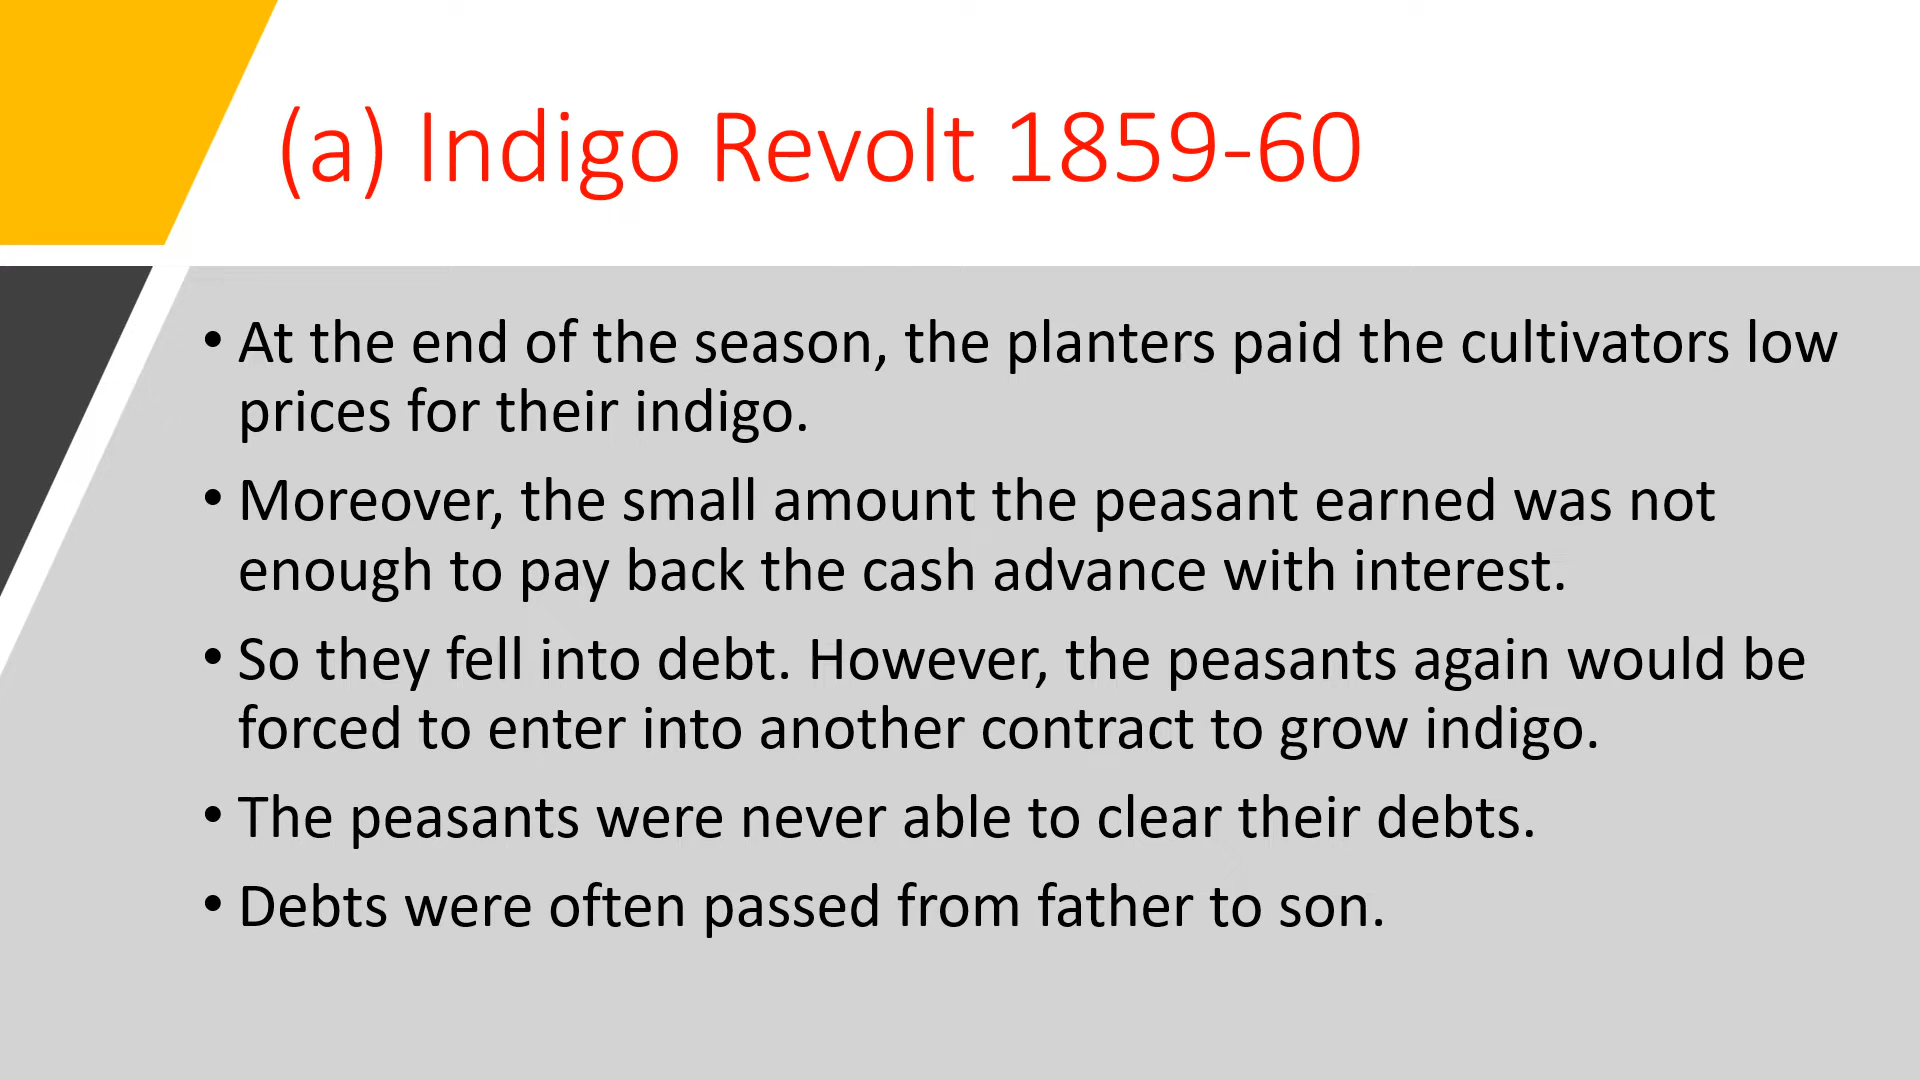 (a) Indigo Revolt 1859-60
• At the end of the season, the planters paid the cultivators low
prices for their indigo.
• Moreover, the small amount the peasant earned was not
enough to pay back the cash advance with interest.
• So they fell into debt. However, the peasants again would be
forced to enter into another contract to grow indigo.
• The peasants were never able to clear their debts.
• Debts were often passed from father to son.